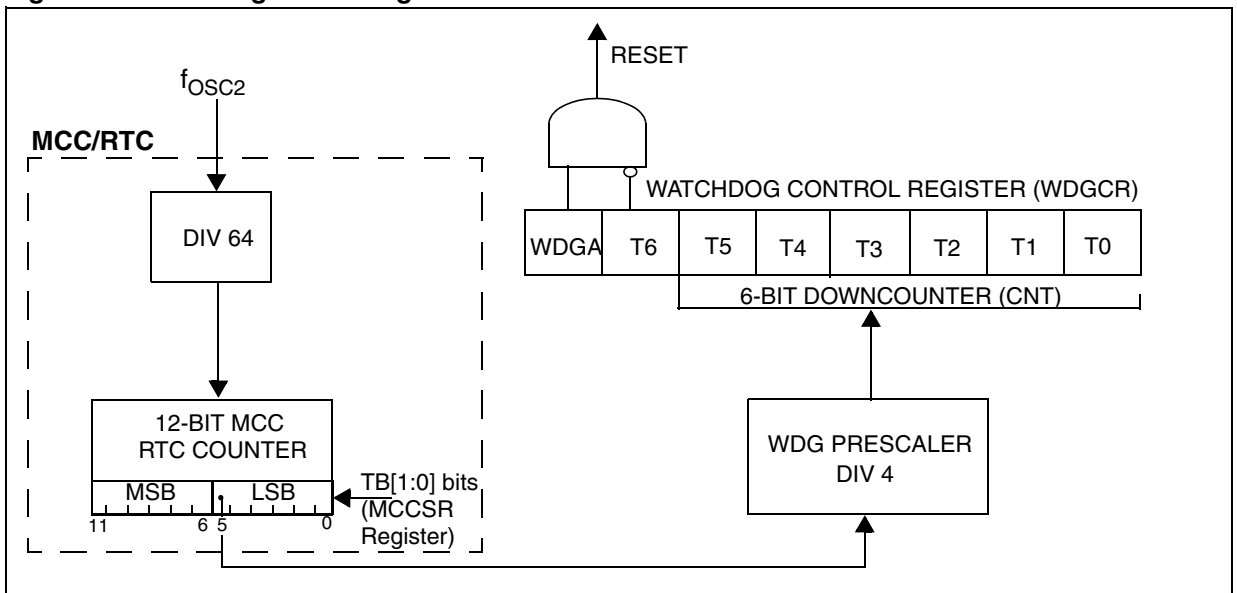 RESET
fOSC2
MCC/RTC
DIV 64
WATCHDOG CONTROL REGISTER (WDGCR)
WDGA T6 T5 T4 T3 T2 T1 T0
6-BIT DOWNCOUNTER (CNT)
12-BIT MCC
RTC COUNTER
MSB LSB
11 6 5 0
TB[1:0] bits
(MCCSR
Register)
WDG PRESCALER
DIV 4